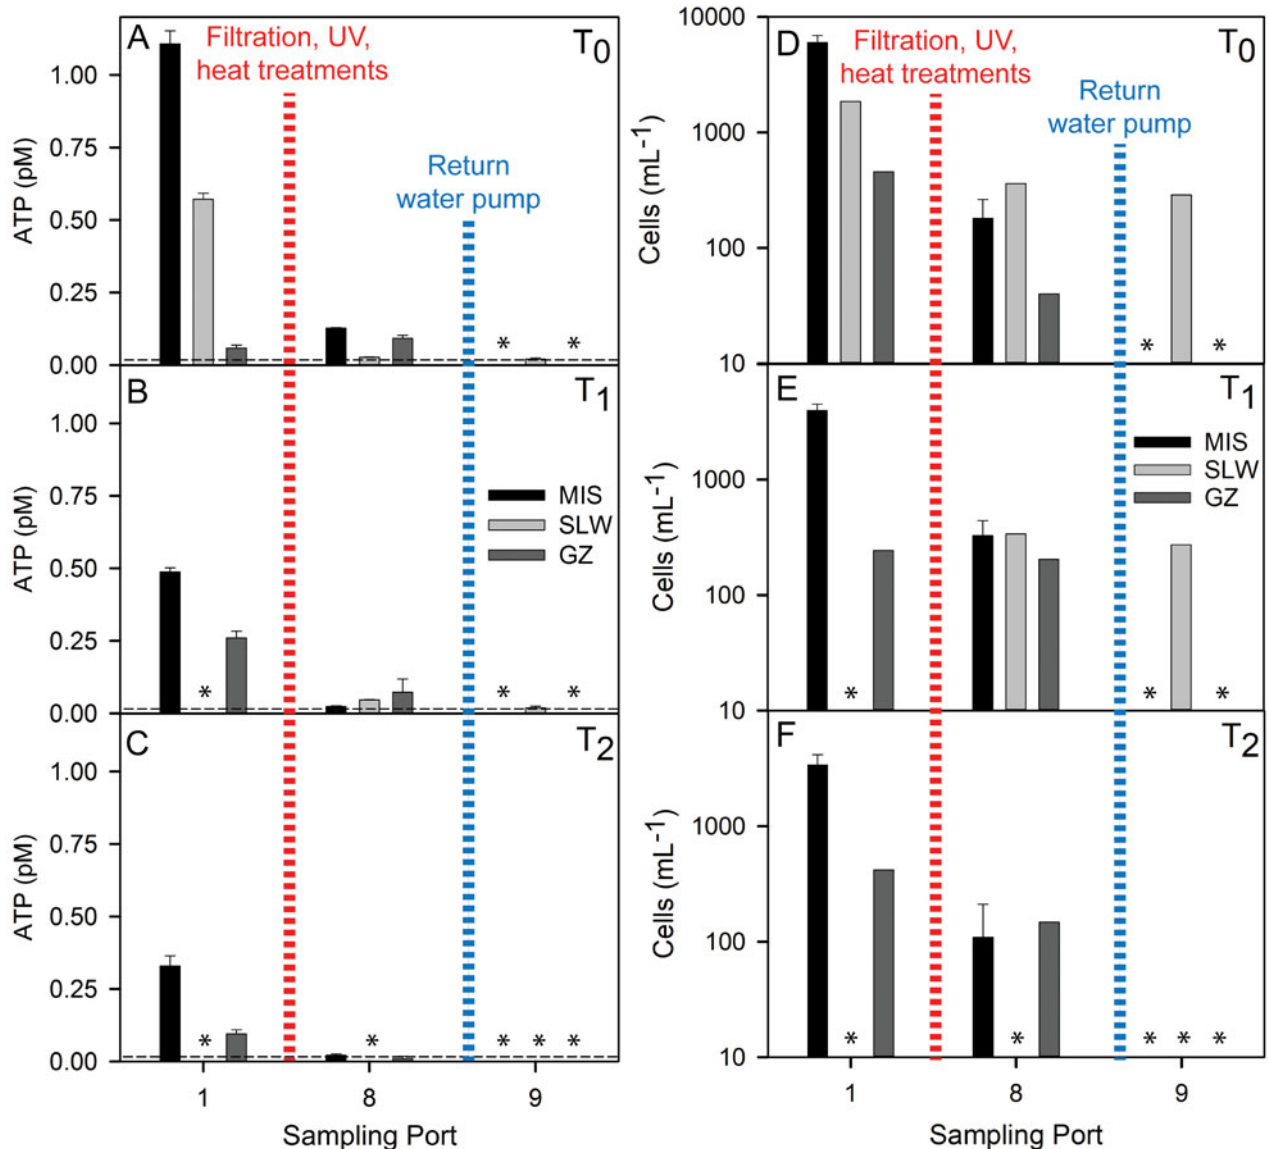 A
Filtration, UV,
heat treatments
T0
Return
water pump
ATP (pM)
1.00
0.75
0.50
0.25
0.00
* *
B
T1
ATP (pM)
1.00
0.75
0.50
0.25
0.00
MIS
SLW
GZ
* * *
C
T2
ATP (pM)
1.00
0.75
0.50
0.25
0.00
* * * * *
1 8 9
Sampling Port
D
Filtration, UV,
heat treatments
T0
Return
water pump
Cells (mL-1)
10000
1000
100
10
* *
E
T1
Cells (mL-1)
1000
100
10
MIS
SLW
GZ
* * *
F
T2
Cells (mL-1)
1000
100
10
* * * * *
1 8 9
Sampling Port